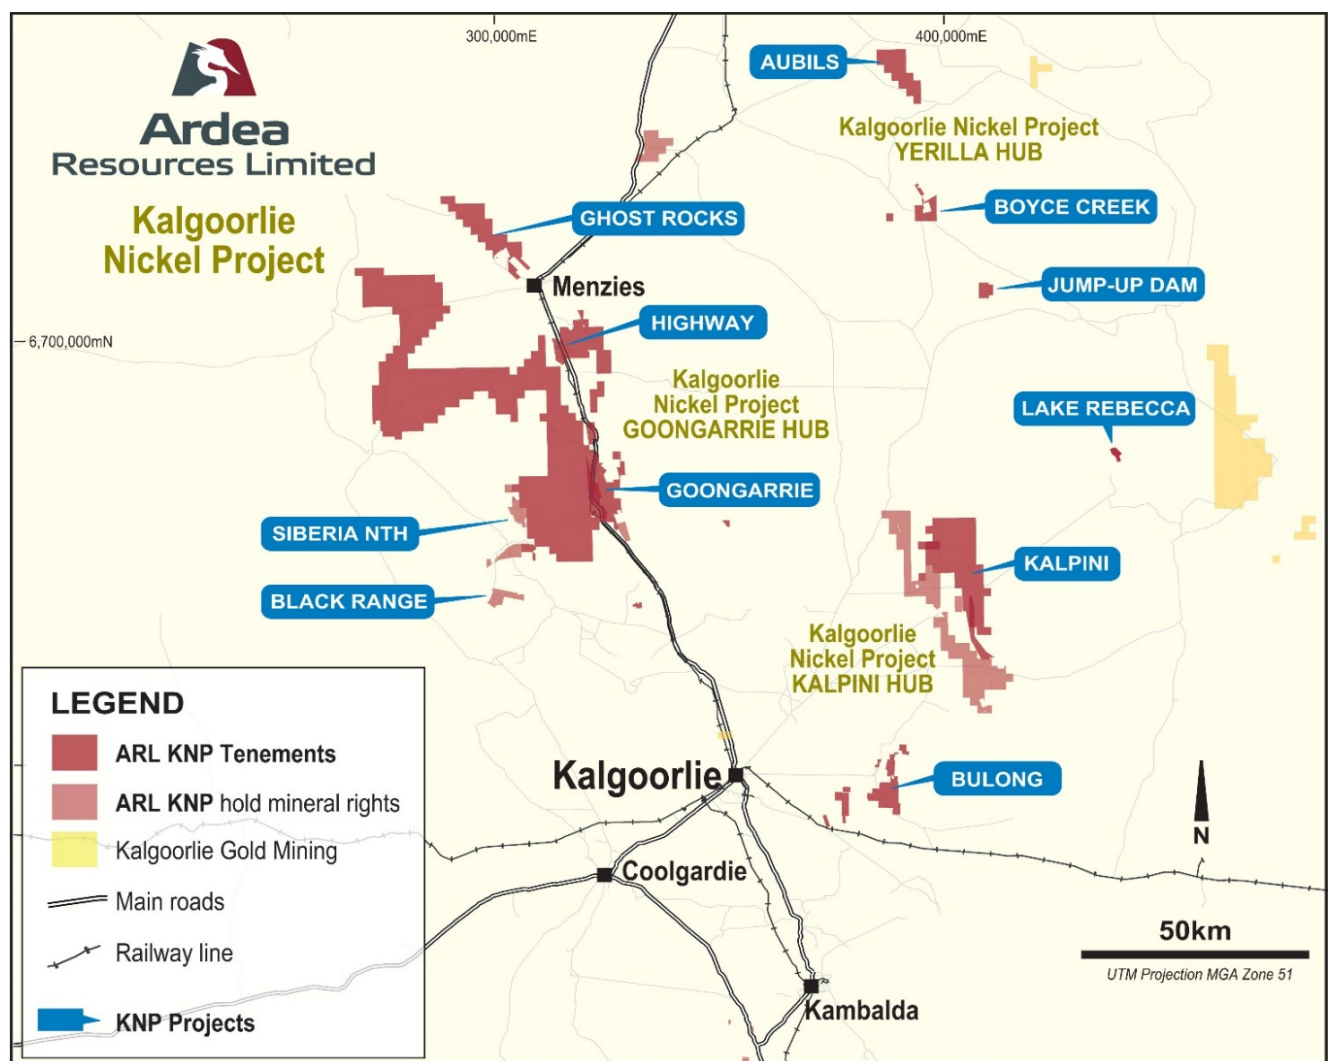 300,000mE
400,000mE
Ardea
Resources Limited
Kalgoorlie
Nickel Project
AUBILS
Kalgoorlie Nickel Project
YERILLA HUB
GHOST ROCKS
BOYCE CREEK
Menzies
JUMP-UP DAM
HIGHWAY
6,700,000mN
Kalgoorlie
Nickel Project
GOONGARRIE HUB
LAKE REBECCA
GOONGARRIE
SIBERIA NTH
KALPINI
BLACK RANGE
Kalgoorlie
Nickel Project
KALPINI HUB
Kalgoorlie
BULONG
Coolgardie
Kambalda
LEGEND
ARL KNP Tenements
ARL KNP hold mineral rights
Kalgoorlie Gold Mining
Main roads
Railway line
KNP Projects
N
50km
UTM Projection MGA Zone 51